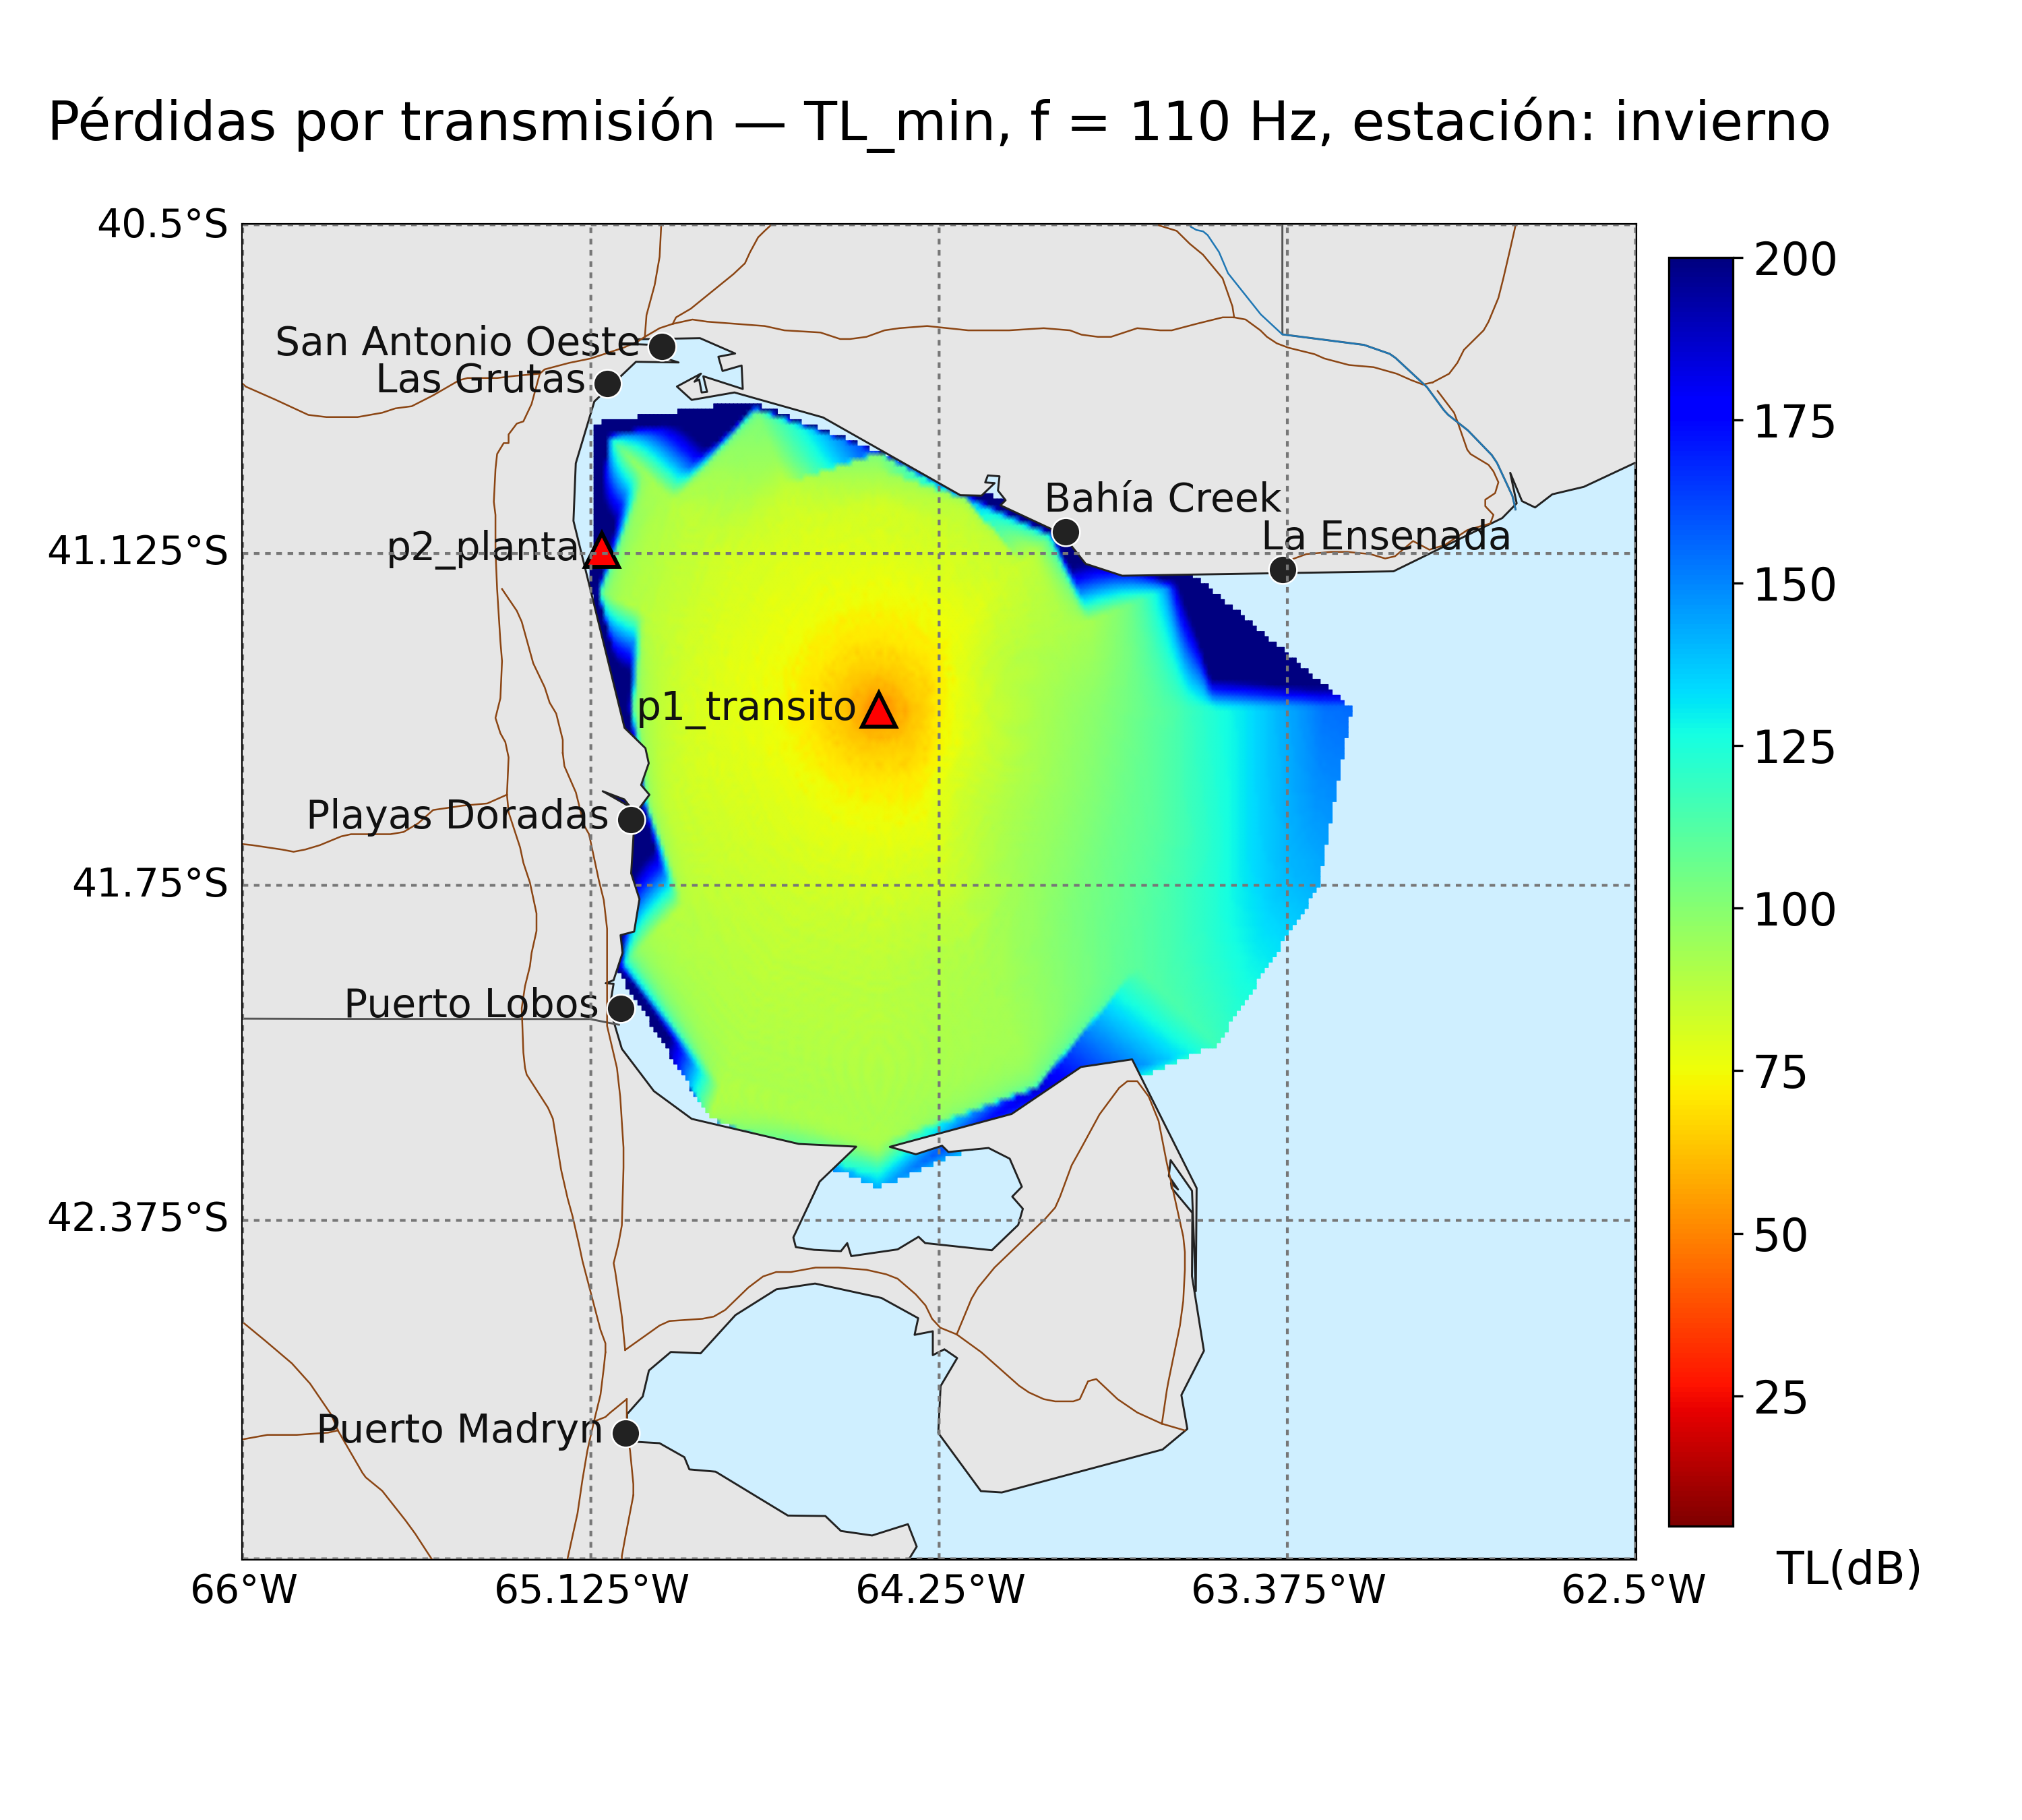 Pérdidas por transmisión — TL_min, f = 110 Hz, estación: invierno
40.5°S
200
San Antonio Oeste
Las Grutas
175
Bahía Creek
La Ensenada
p2_planta
41.125°S
150
p1_transito
125
Playas Doradas
41.75°S
100
Puerto Lobos
75
42.375°S
50
25
Puerto Madryn
TL(dB)
66°W 65.125°W 64.25°W 63.375°W 62.5°W